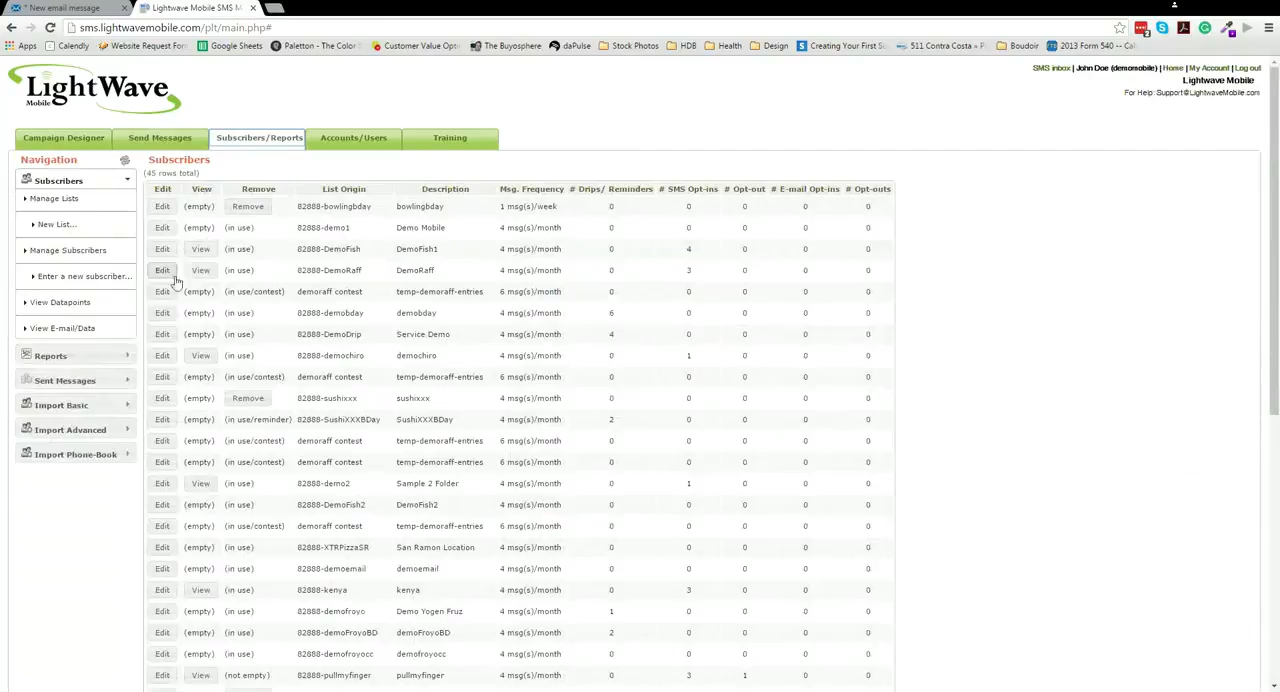 * New email message
Lightwave Mobile SMS M
sms.lightwavemobile.com/plt/main.php#
Apps Calendly Website Request For Google Sheets Paletton - The Color Customer Value Opt The Buyosphere daPulse Stock Photos HDB Health Design Creating Your First S 511 Contra Costa Boudoir 2013 Form 540 -- Cal
SMS inbox | John Doe (demomobile) | Home | My Account | Log out
Lightwave Mobile
For Help: Support@LightwaveMobile.com
LightWave
Mobile
Campaign Designer Send Messages Subscribers/Reports Accounts/Users Training
Navigation
Subscribers
Manage Lists
New List...
Manage Subscribers
Enter a new subscriber...
View Datapoints
View E-mail/Data
Reports
Sent Messages
Import Basic
Import Advanced
Import Phone-Book
Subscribers
(45 rows total)
Edit View Remove List Origin Description Msg. Frequency # Drips/ Reminders # SMS Opt-ins # Opt-out # E-mail Opt-ins # Opt-outs
Edit (empty) Remove 82888-bowlingbday bowlingbday 1 msg(s)/week 0 0 0 0 0
Edit (empty) (in use) 82888-demo1 Demo Mobile 4 msg(s)/month 0 0 0 0 0
Edit View (in use) 82888-DemoFish DemoFish1 4 msg(s)/month 0 4 0 0 0
Edit View (in use) 82888-DemoRaff DemoRaff 4 msg(s)/month 0 3 0 0 0
Edit (empty) (in use/contest) demoraff contest temp-demoraff-entries 6 msg(s)/month 0 0 0 0 0
Edit (empty) (in use) 82888-demobday demobday 4 msg(s)/month 6 0 0 0 0
Edit (empty) (in use) 82888-DemoDrip Service Demo 4 msg(s)/month 4 0 0 0 0
Edit View (in use) 82888-demochiro demochiro 4 msg(s)/month 0 1 0 0 0
Edit (empty) (in use/contest) demoraff contest temp-demoraff-entries 6 msg(s)/month 0 0 0 0 0
Edit (empty) Remove 82888-sushixxx sushixxx 4 msg(s)/month 0 0 0 0 0
Edit (empty) (in use/reminder) 82888-SushiXXXBDay SushiXXXBDay 4 msg(s)/month 2 0 0 0 0
Edit (empty) (in use/contest) demoraff contest temp-demoraff-entries 6 msg(s)/month 0 0 0 0 0
Edit (empty) (in use/contest) demoraff contest temp-demoraff-entries 6 msg(s)/month 0 0 0 0 0
Edit View (in use) 82888-demo2 Sample 2 Folder 4 msg(s)/month 0 1 0 0 0
Edit (empty) (in use) 82888-DemoFish2 DemoFish2 4 msg(s)/month 0 0 0 0 0
Edit (empty) (in use/contest) demoraff contest temp-demoraff-entries 6 msg(s)/month 0 0 0 0 0
Edit (empty) (in use) 82888-XTRPizzaSR San Ramon Location 4 msg(s)/month 0 0 0 0 0
Edit (empty) (in use) 82888-demoemail demoemail 4 msg(s)/month 0 0 0 0 0
Edit View (in use) 82888-kenya kenya 4 msg(s)/month 0 3 0 0 0
Edit (empty) (in use) 82888-demofroyo Demo Yogen Fruz 4 msg(s)/month 1 0 0 0 0
Edit (empty) (in use) 82888-demoFroyoBD demoFroyoBD 4 msg(s)/month 2 0 0 0 0
Edit (empty) (in use) 82888-demofroyocc demofroyocc 4 msg(s)/month 0 0 0 0 0
Edit View (not empty) 82888-pullmyfinger pullmyfinger 4 msg(s)/month 0 3 1 0 0